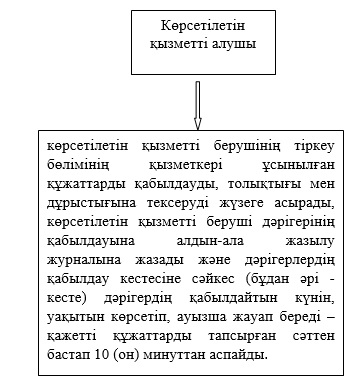 Көрсетілетін
қызметті алушы
көрсетілетін қызметті берушінің тіркеу
бөлімінің қызметкері ұсынылған
құжаттарды қабылдауды, толықтығы мен
дұрыстығына тексеруді жүзеге асырады,
көрсетілетін қызметті беруші дәрігерінің
қабылдауына алдын-ала жазылу
журналына жазады және дәрігерлердің
қабылдау кестесіне сәйкес (бұдан әрі -
кесте) дәрігердің қабылдайтын күнін,
уақытын көрсетіп, ауызша жауап береді –
қажетті құжаттарды тапсырған сәттен
бастап 10 (он) минуттан аспайды.